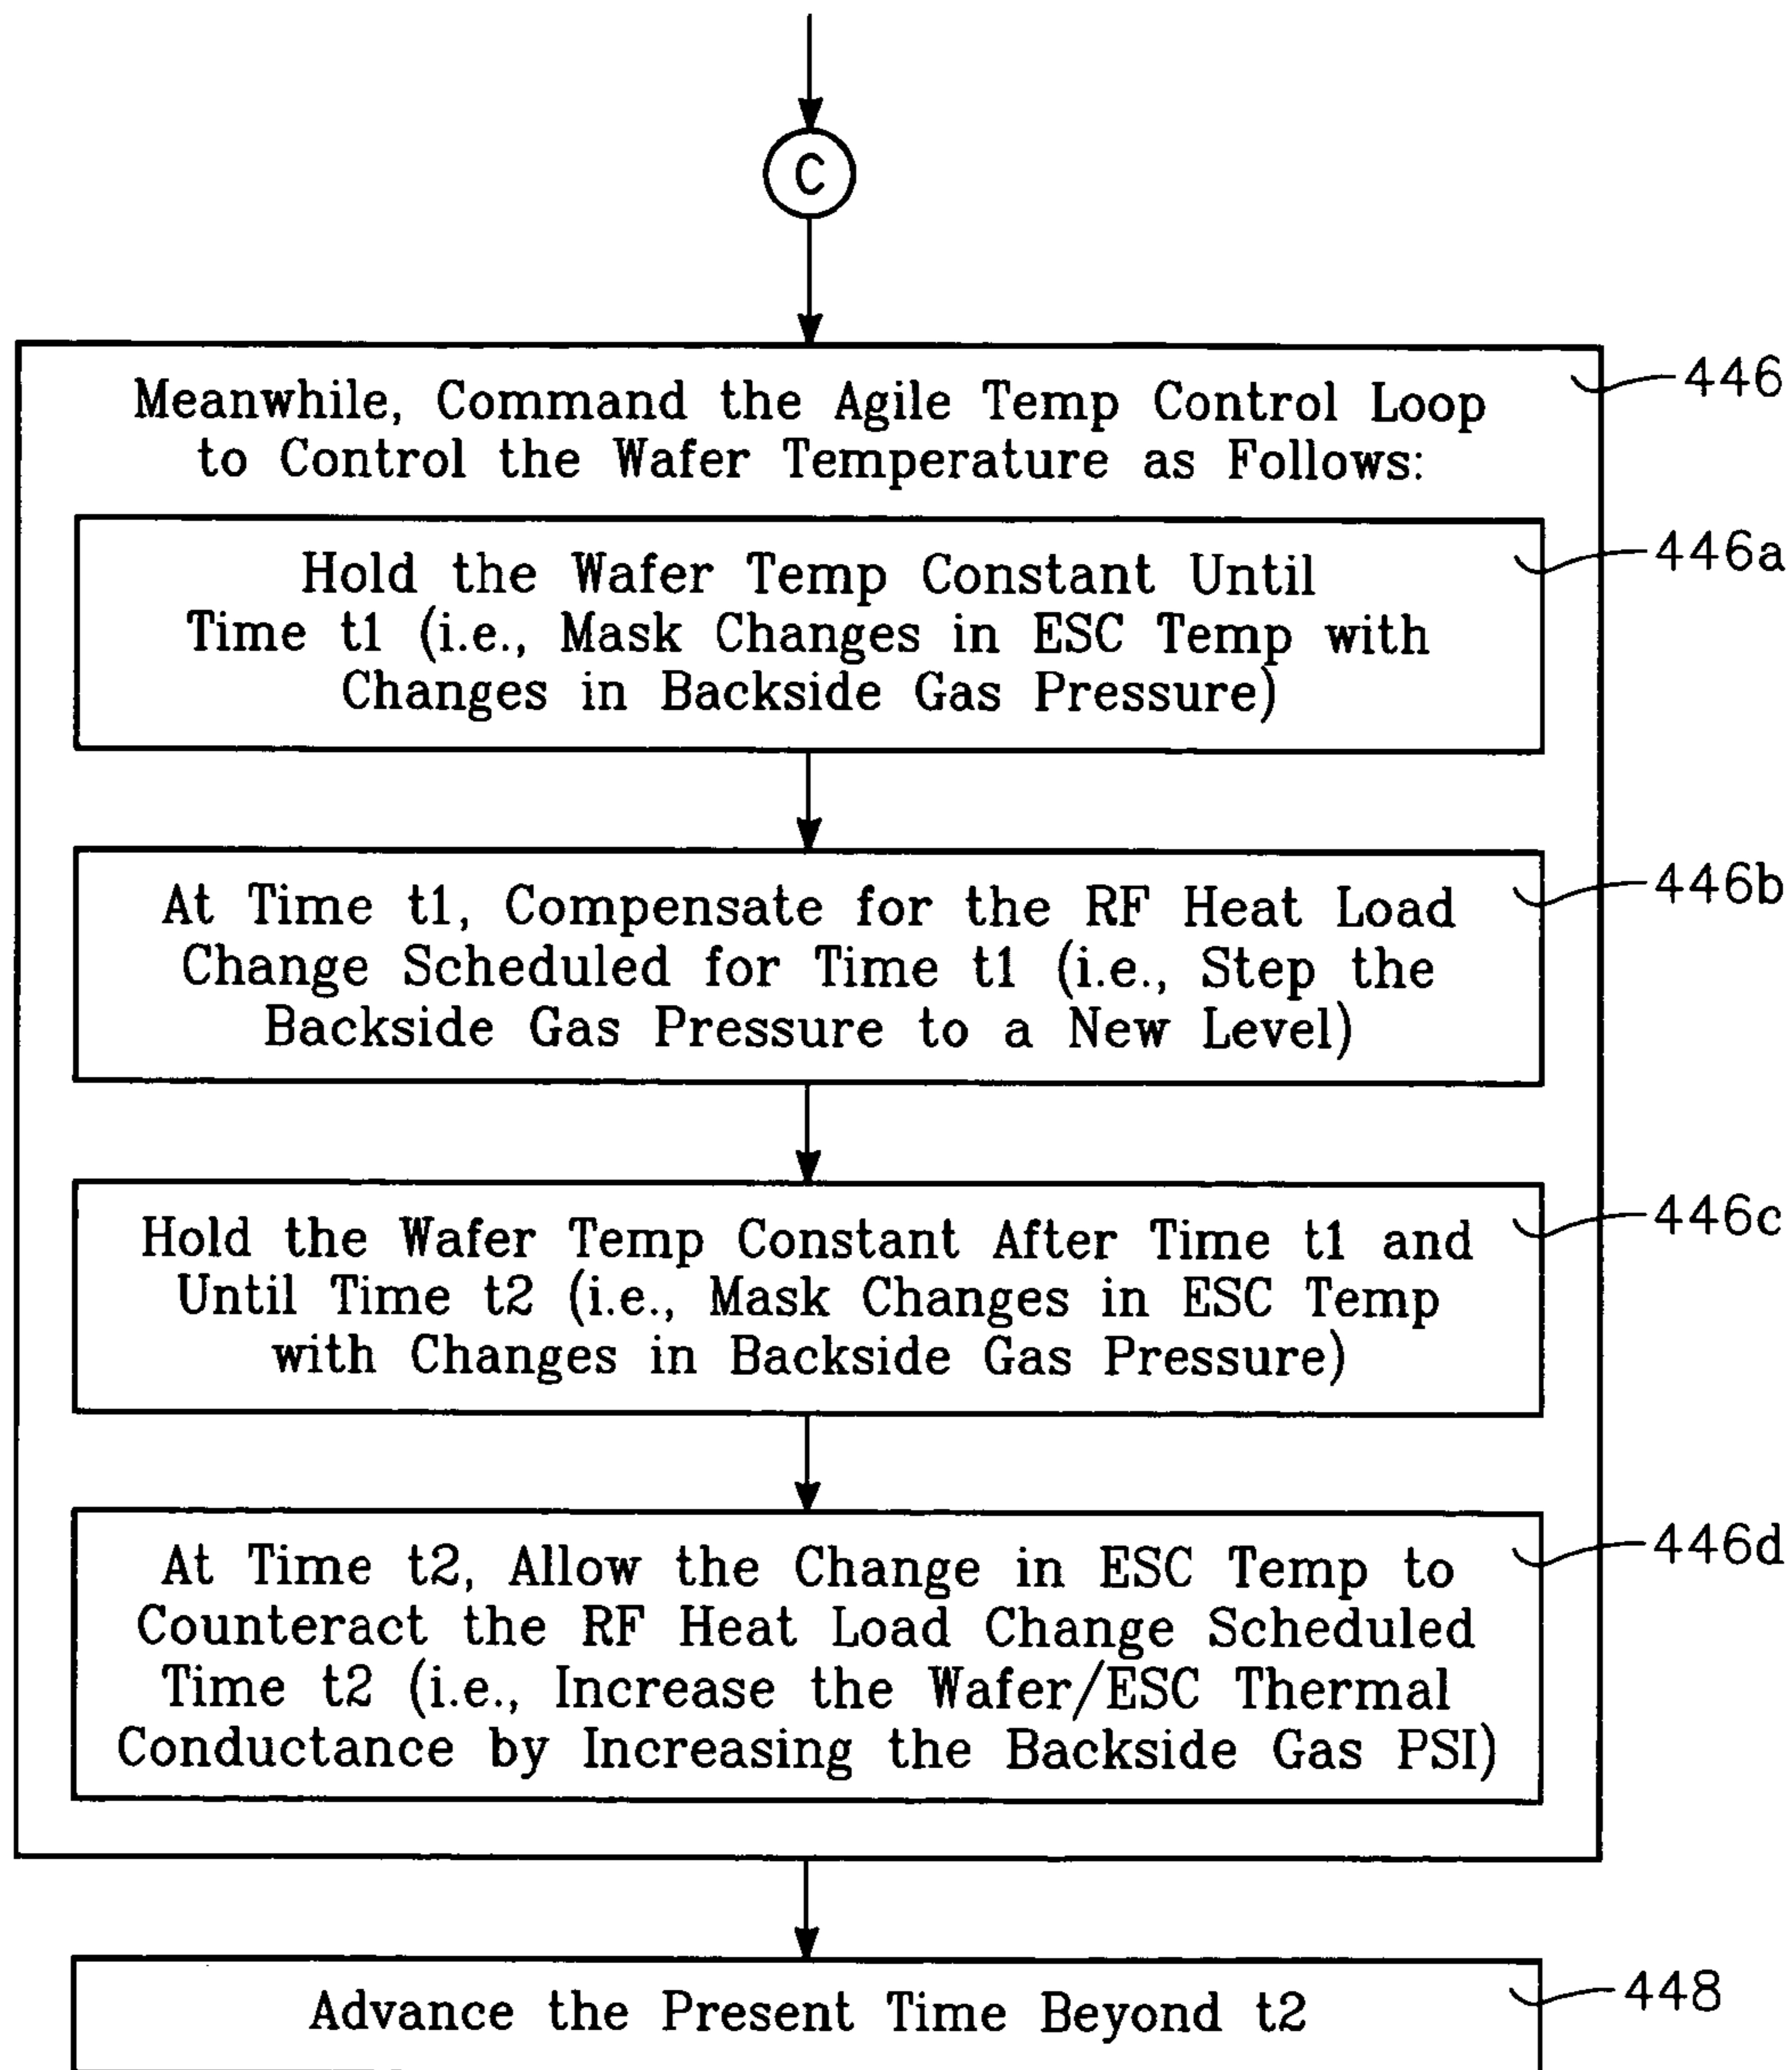 C
Meanwhile, Command the Agile Temp Control Loop
to Control the Wafer Temperature as Follows:
446
Hold the Wafer Temp Constant Until
Time t1 (i.e., Mask Changes in ESC Temp with
Changes in Backside Gas Pressure)
446a
At Time t1, Compensate for the RF Heat Load
Change Scheduled for Time t1 (i.e., Step the
Backside Gas Pressure to a New Level)
446b
Hold the Wafer Temp Constant After Time t1 and
Until Time t2 (i.e., Mask Changes in ESC Temp
with Changes in Backside Gas Pressure)
446c
At Time t2, Allow the Change in ESC Temp to
Counteract the RF Heat Load Change Scheduled
Time t2 (i.e., Increase the Wafer/ESC Thermal
Conductance by Increasing the Backside Gas PSI)
446d
Advance the Present Time Beyond t2
448